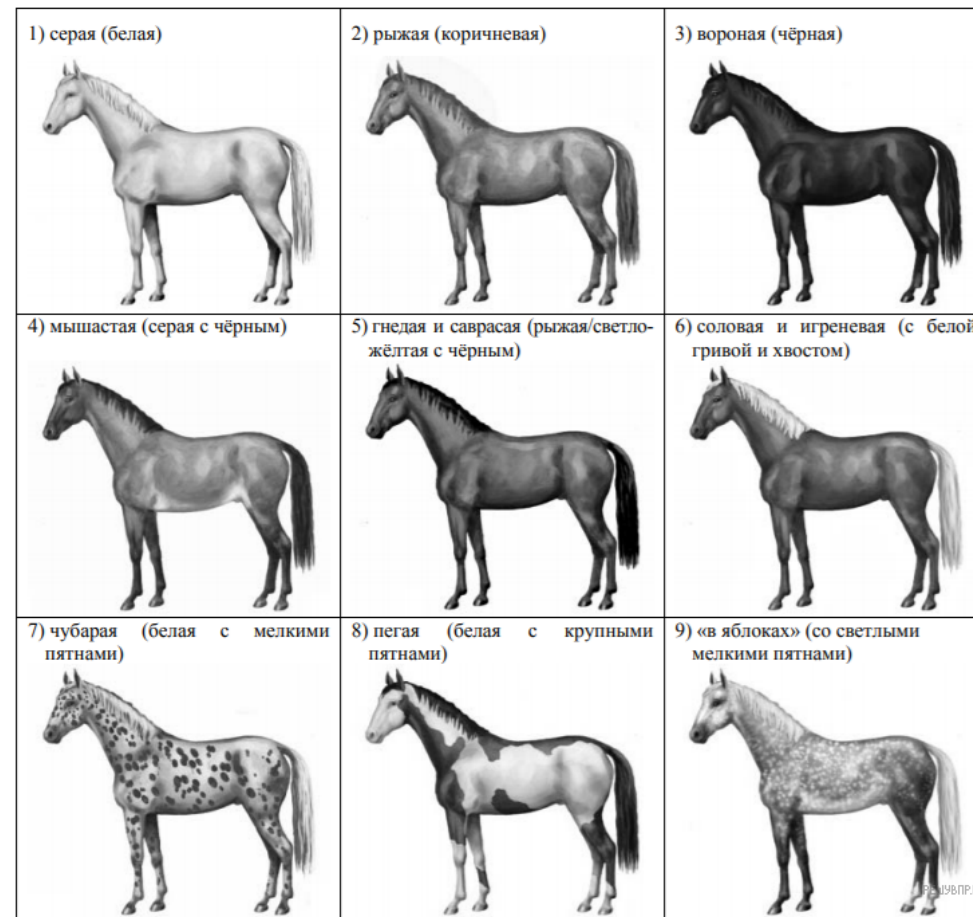 1) серая (белая)
2) рыжая (коричневая)
3) вороная (чёрная)
4) мышастая (серая с чёрным)
5) гнедая и саврасая (рыжая/светло-
жёлтая с чёрным)
6) соловая и игреневая (с белой
гривой и хвостом)
7) чубарая (белая с мелкими
пятнами)
8) пегая (белая с крупными
пятнами)
9) «в яблоках» (со светлыми
мелкими пятнами)